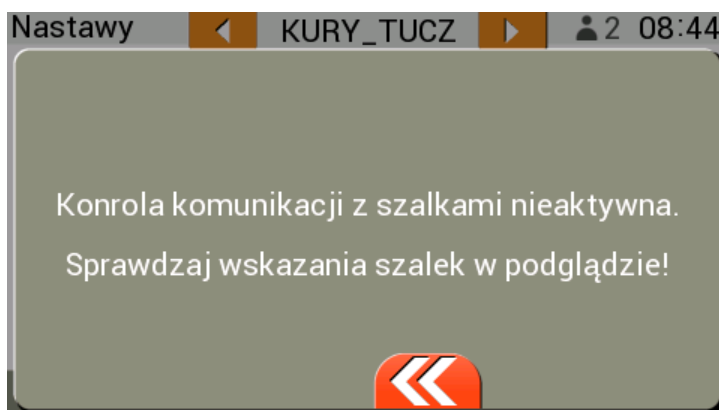 Nastawy KURY_TUCZ 2 08:44
Konrola komunikacji z szalkami nieaktywna.
Sprawdzaj wskazania szalek w podglądzie!